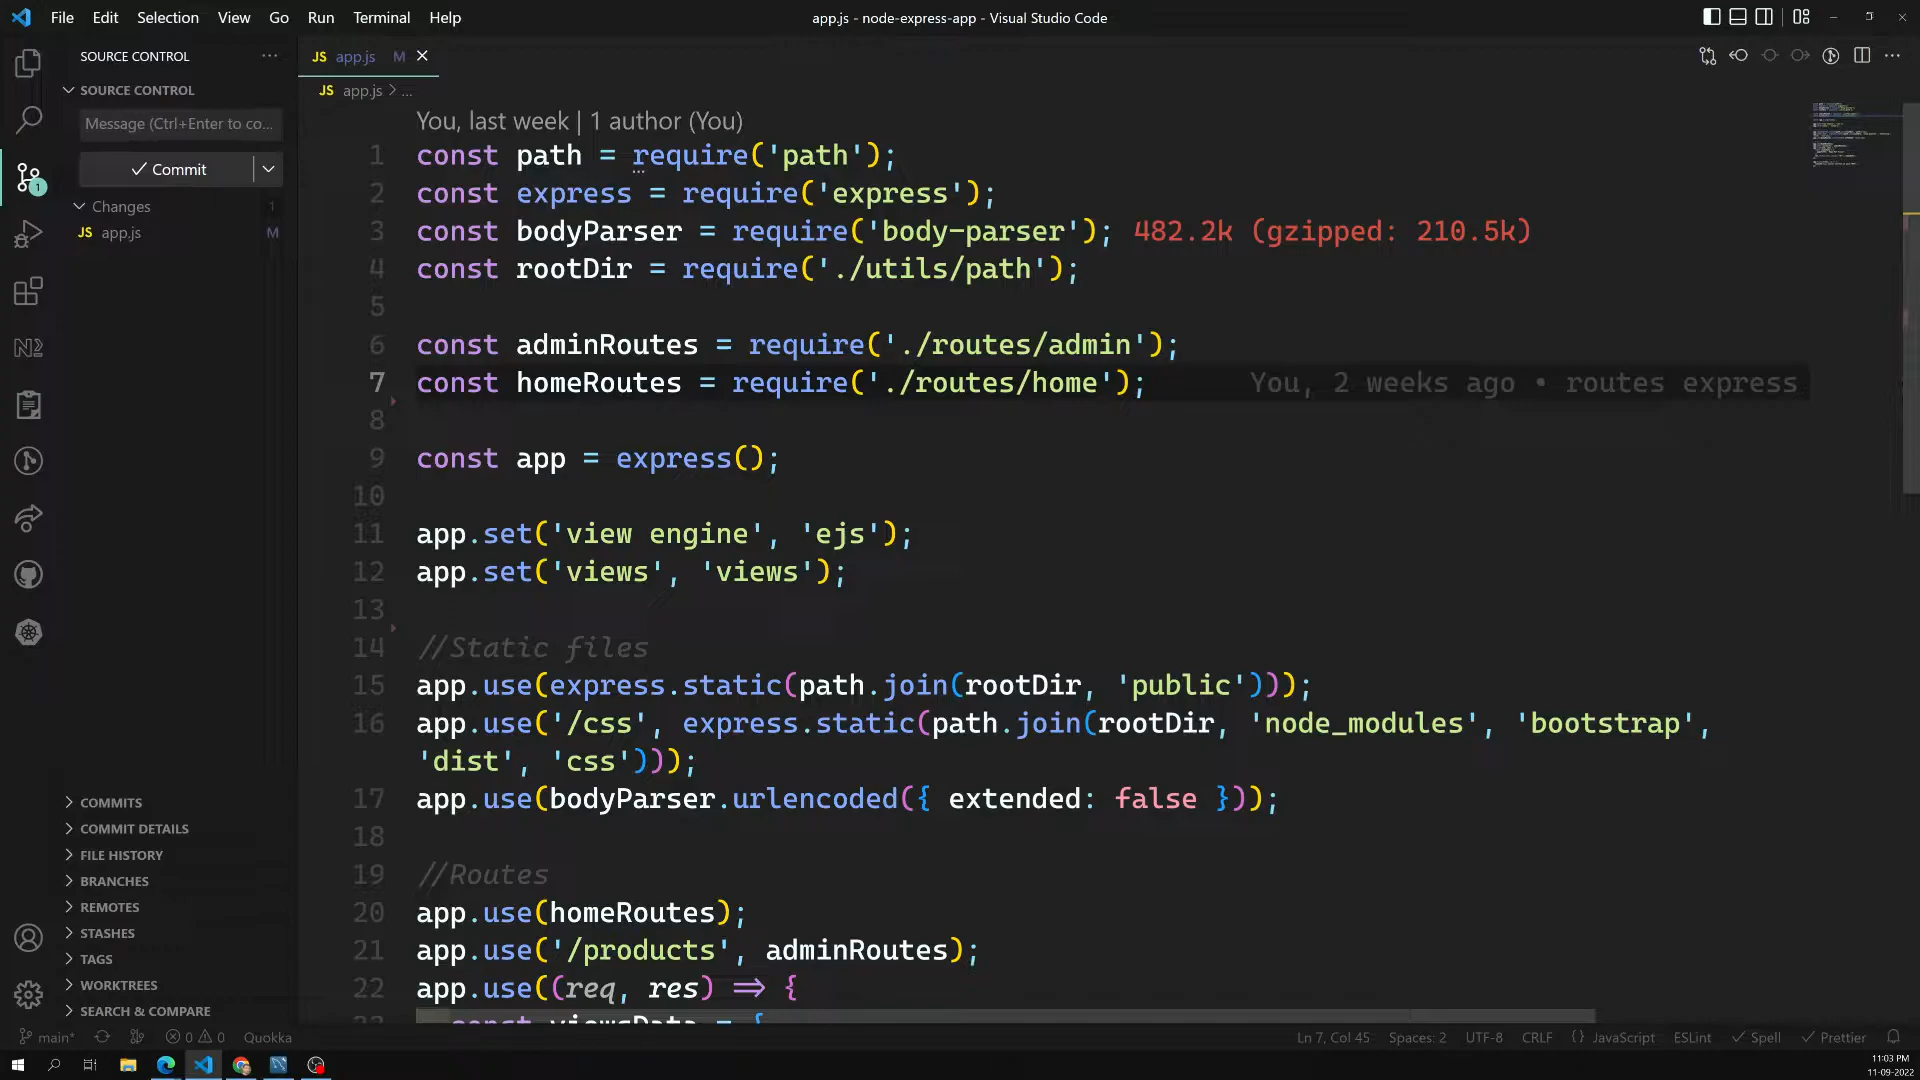 File Edit Selection View Go Run Terminal Help
app.js - node-express-app - Visual Studio Code
SOURCE CONTROL
SOURCE CONTROL
Message (Ctrl+Enter to co...
Commit
Changes 1
JS app.js M
1
COMMITS
COMMIT DETAILS
FILE HISTORY
BRANCHES
REMOTES
STASHES
TAGS
WORKTREES
SEARCH & COMPARE
JS app.js M
JS app.js > ...
You, last week | 1 author (You)
1 const path = require('path');
2 const express = require('express');
3 const bodyParser = require('body-parser'); 482.2k (gzipped: 210.5k)
4 const rootDir = require('./utils/path');
5
6 const adminRoutes = require('./routes/admin');
7 const homeRoutes = require('./routes/home'); You, 2 weeks ago • routes express
8
9 const app = express();
10
11 app.set('view engine', 'ejs');
12 app.set('views', 'views');
13
14 //Static files
15 app.use(express.static(path.join(rootDir, 'public')));
16 app.use('/css', express.static(path.join(rootDir, 'node_modules', 'bootstrap',
'dist', 'css')));
17 app.use(bodyParser.urlencoded({ extended: false }));
18
19 //Routes
20 app.use(homeRoutes);
21 app.use('/products', adminRoutes);
22 app.use((req, res) => {
23 const viewsData = {
main* 0 0 Quokka
Ln 7, Col 45 Spaces: 2 UTF-8 CRLF {} JavaScript ESLint Spell Prettier
11:03 PM
11-09-2022